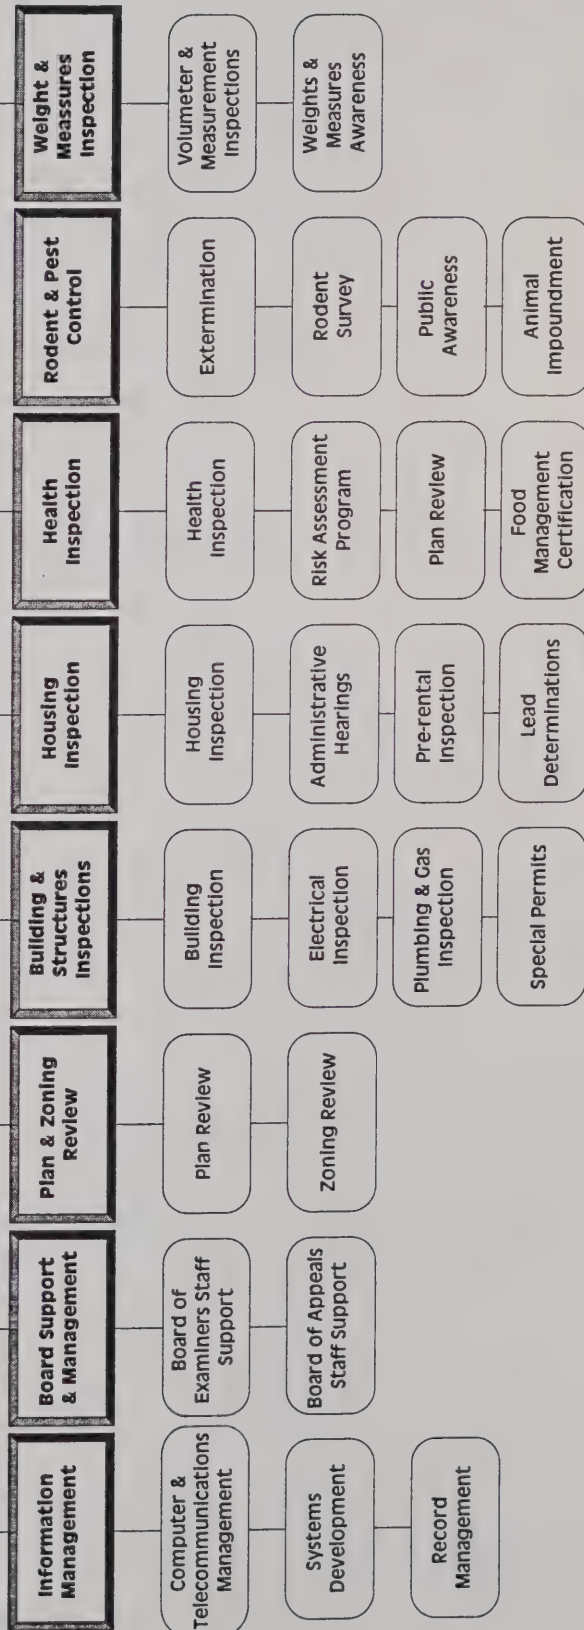 Information
Management
Computer &
Telecommunications
Management
Systems
Development
Record
Management
Board Support
& Management
Board of
Examiners Staff
Support
Board of Appeals
Staff Support
Plan & Zoning
Review
Plan Review
Zoning Review
Building &
Structures
Inspections
Building
Inspection
Electrical
Inspection
Plumbing & Gas
Inspection
Special Permits
Housing
Inspection
Housing
Inspection
Administrative
Hearings
Pre-rental
Inspection
Lead
Determinations
Health
Inspection
Health
Inspection
Risk Assessment
Program
Plan Review
Food
Management
Certification
Rodent & Pest
Control
Extermination
Rodent
Survey
Public
Awareness
Animal
Impoundment
Weight &
Meassures
Inspection
Volumeter &
Measurement
Inspections
Weights &
Measures
Awareness